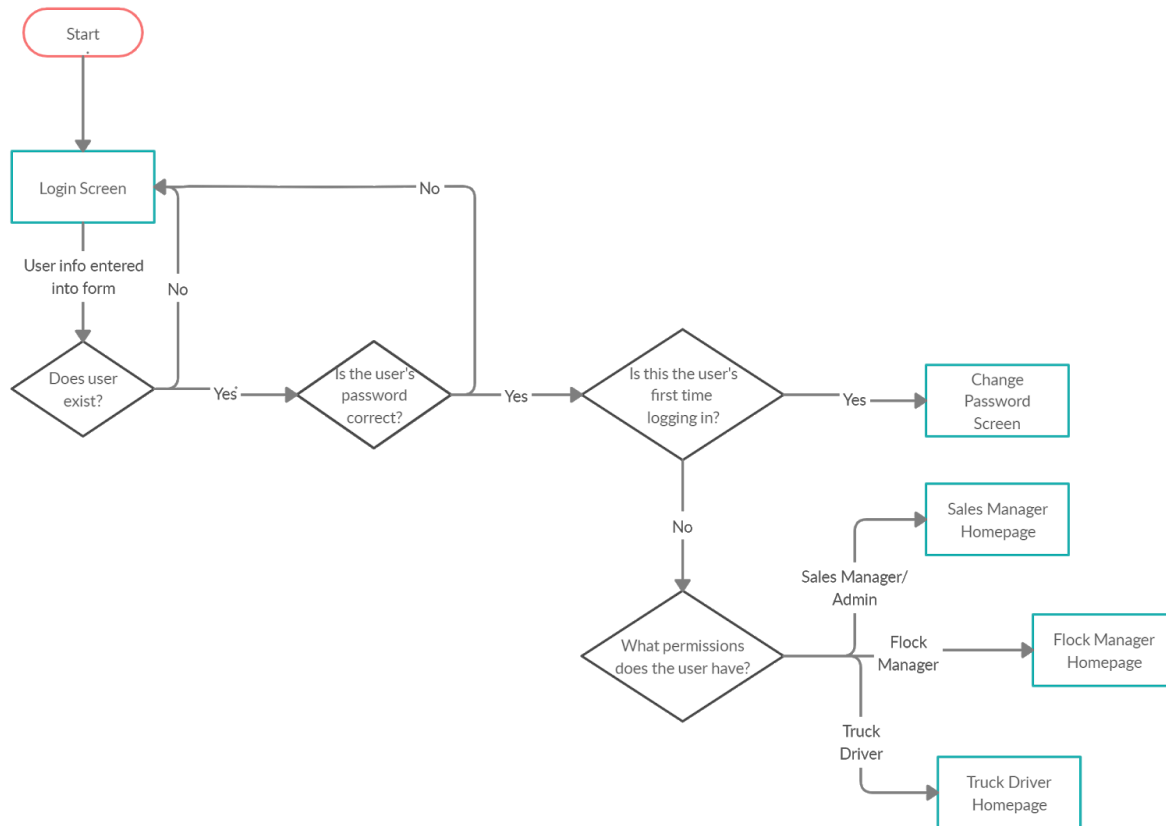 Start
Login Screen
No
User info entered
into form
No
Does user
exist?
Yes
Is the user's
password
correct?
Yes
Is this the user's
first time
logging in?
Yes
Change
Password
Screen
No
Sales Manager
Homepage
Sales Manager/
Admin
What permissions
does the user have?
Flock
Manager
Flock Manager
Homepage
Truck
Driver
Truck Driver
Homepage